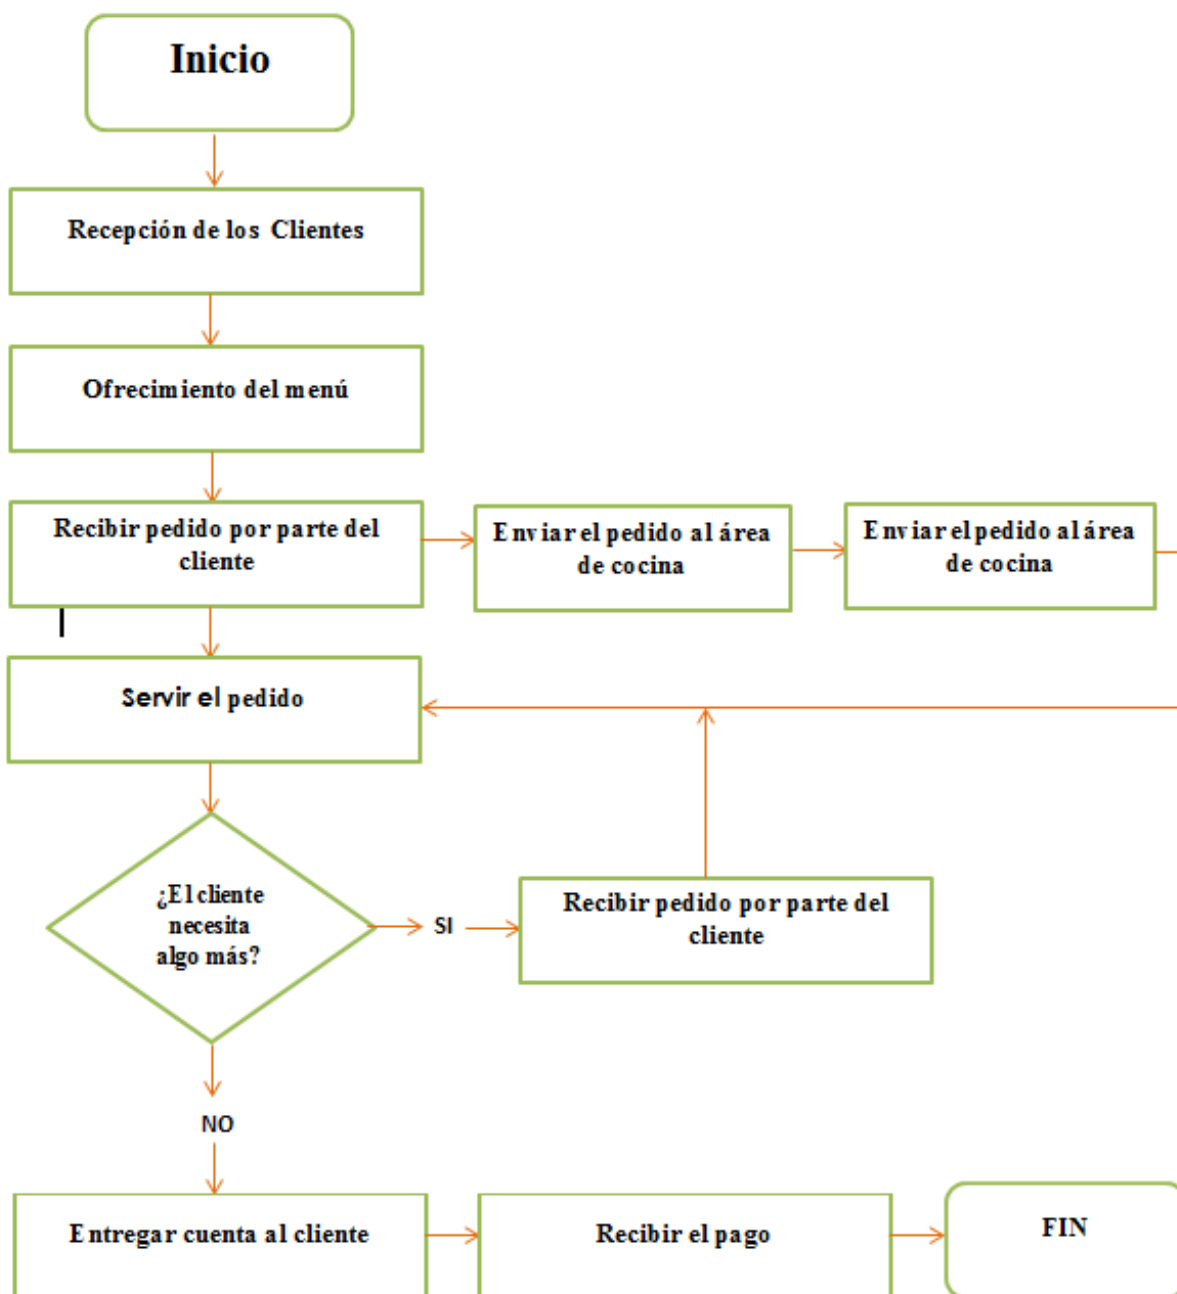 Inicio
Recepción de los Clientes
Ofrecimiento del menú
Recibir pedido por parte del
cliente
Enviar el pedido al área
de cocina
Enviar el pedido al área
de cocina
Servir el pedido
¿El cliente
necesita
algo más?
SI
Recibir pedido por parte del
cliente
NO
Entregar cuenta al cliente
Recibir el pago
FIN